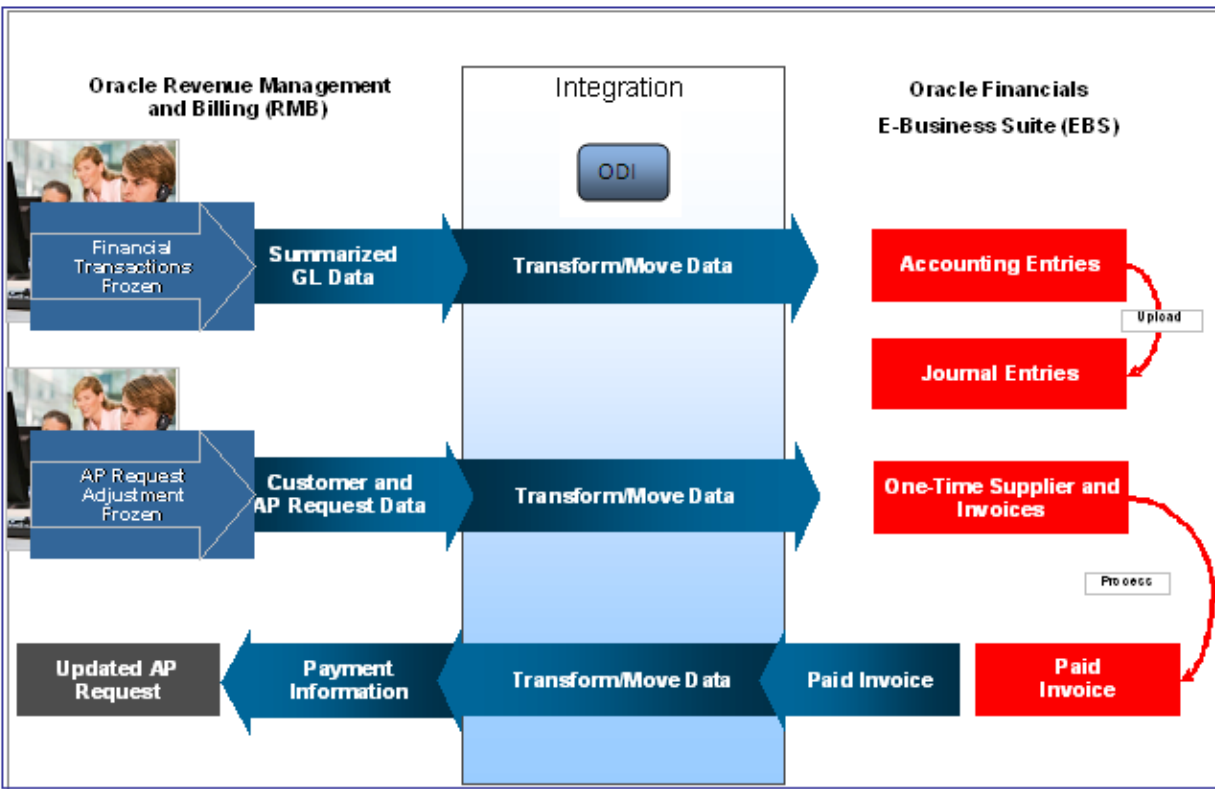 Oracle Revenue Management
and Billing (RMB)
Integration
Oracle Financials
E-Business Suite (EBS)
ODI
Financial
Transactions
Frozen
Summarized
GL Data
Transform/Move Data
Accounting Entries
Upload
Journal Entries
AP Request
Adjustment
Frozen
Customer and
AP Request Data
Transform/Move Data
One-Time Supplier and
Invoices
Process
Updated AP
Request
Payment
Information
Transform/Move Data
Paid Invoice
Paid
Invoice